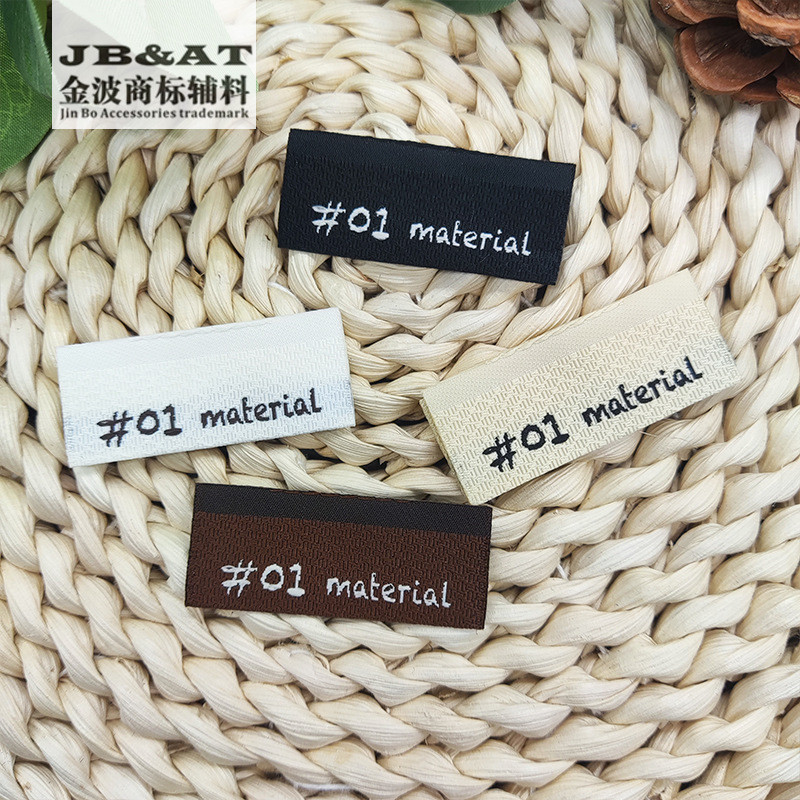 JB&AT
金波商标辅料
Jin Bo Accessories trademark
#01 material
#01 material
#01 material
#01 material